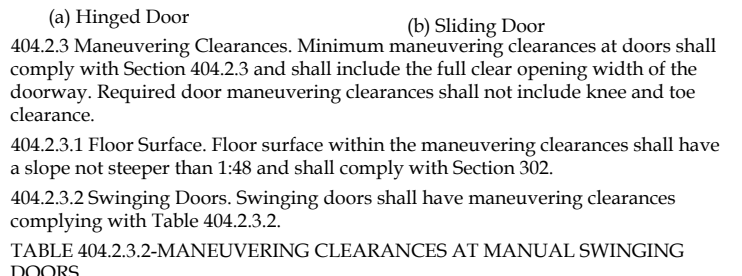 (a) Hinged Door
(b) Sliding Door
404.2.3 Maneuvering Clearances. Minimum maneuvering clearances at doors shall
comply with Section 404.2.3 and shall include the full clear opening width of the
doorway. Required door maneuvering clearances shall not include knee and toe
clearance.
404.2.3.1 Floor Surface. Floor surface within the maneuvering clearances shall have
a slope not steeper than 1:48 and shall comply with Section 302.
404.2.3.2 Swinging Doors. Swinging doors shall have maneuvering clearances
complying with Table 404.2.3.2.
TABLE 404.2.3.2-MANEUVERING CLEARANCES AT MANUAL SWINGING
DOORS